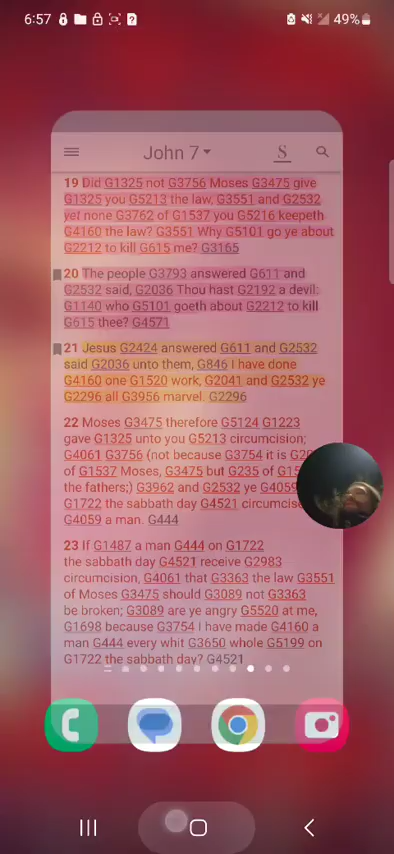 6:57
49%
John 7
S
19 Did G1325 not G3756 Moses G3475 give
G1325 you G5213 the law, G3551 and G2532
yet none G3762 of G1537 you G5216 keepeth
G4160 the law? G3551 Why G5101 go ye about
G2212 to kill G615 me? G3165
20 The people G3793 answered G611 and
G2532 said, G2036 Thou hast G2192 a devil:
G1140 who G5101 goeth about G2212 to kill
G615 thee? G4571
21 Jesus G2424 answered G611 and G2532
said G2036 unto them, G846 I have done
G4160 one G1520 work, G2041 and G2532 ye
G2296 all G3956 marvel. G2296
22 Moses G3475 therefore G5124 G1223
gave G1325 unto you G5213 circumcision;
G4061 G3756 (not because G3754 it is
of G1537 Moses, G3475 but G235 of
the fathers;) G3962 and G2532 ye G4059
G1722 the sabbath day G4521 circumcise
G4059 a man. G444
23 If G1487 a man G444 on G1722
the sabbath day G4521 receive G2983
circumcision, G4061 that G3363 the law G3551
of Moses G3475 should G3089 not G3363
be broken; G3089 are ye angry G5520 at me,
G1698 because G3754 I have made G4160 a
man G444 every whit G3650 whole G5199 on
G1722 the sabbath day? G4521